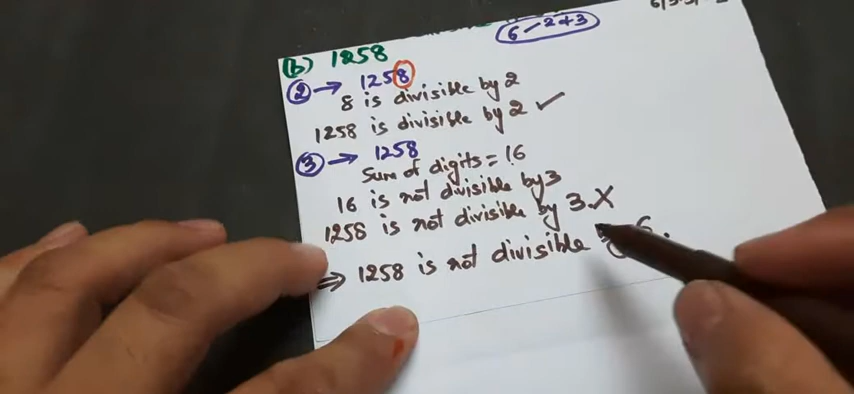 6 - 2+3
(b) 1258
② → 1258
8 is divisible by 2
1258 is divisible by 2 ✓
③ → 1258
Sum of digits = 16
16 is not divisible by 3
1258 is not divisible by 3. X
⇒ 1258 is not divisible 6.